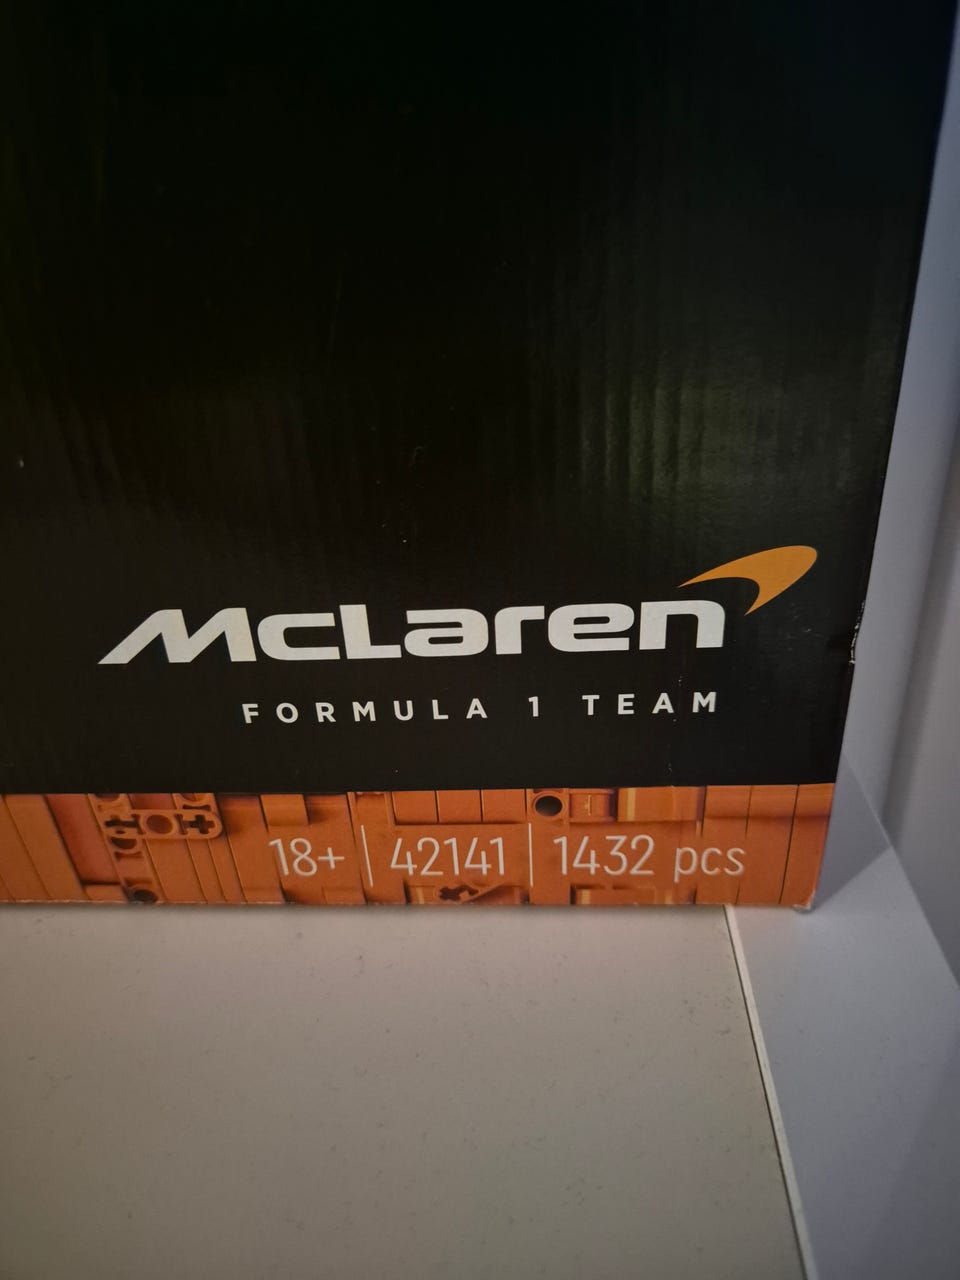 McLaren
FORMULA 1 TEAM
18+ | 42141 | 1432 pcs